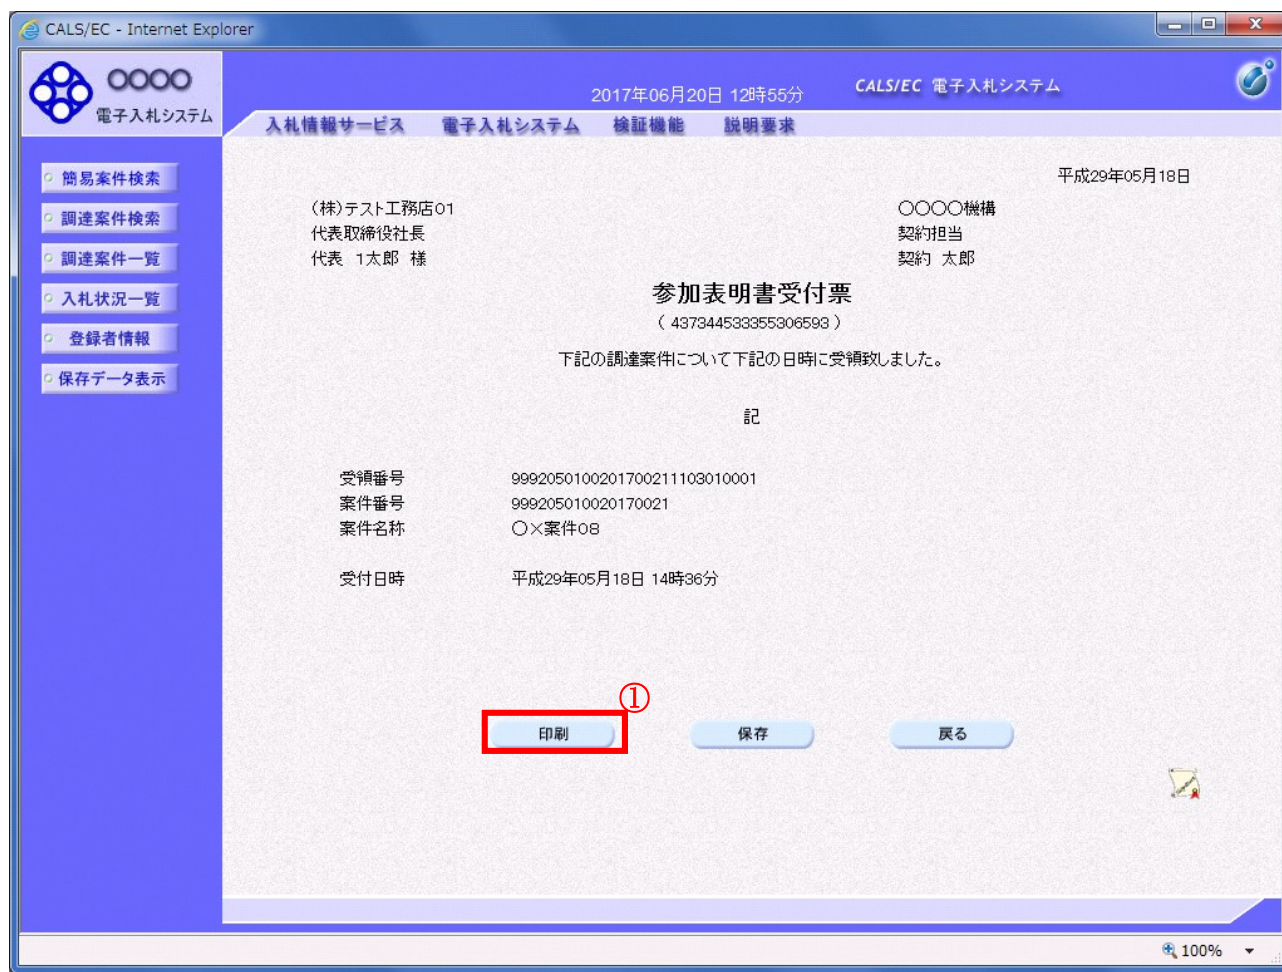 CALS/EC - Internet Explorer
○○○○
電子入札システム
2017年06月20日 12時55分
CALS/EC 電子入札システム
入札情報サービス 電子入札システム 検証機能 説明要求
簡易案件検索
調達案件検索
調達案件一覧
入札状況一覧
登録者情報
保存データ表示
平成29年05月18日
(株)テスト工務店01
代表取締役社長
代表 1太郎 様
○○○○機構
契約担当
契約 太郎
参加表明書受付票
( 437344533355306593 )
下記の調達案件について下記の日時に受領致しました。
記
受領番号 9992050100201700211103010001
案件番号 999205010020170021
案件名称 ○×案件08
受付日時 平成29年05月18日 14時36分
①
印刷 保存 戻る
100%